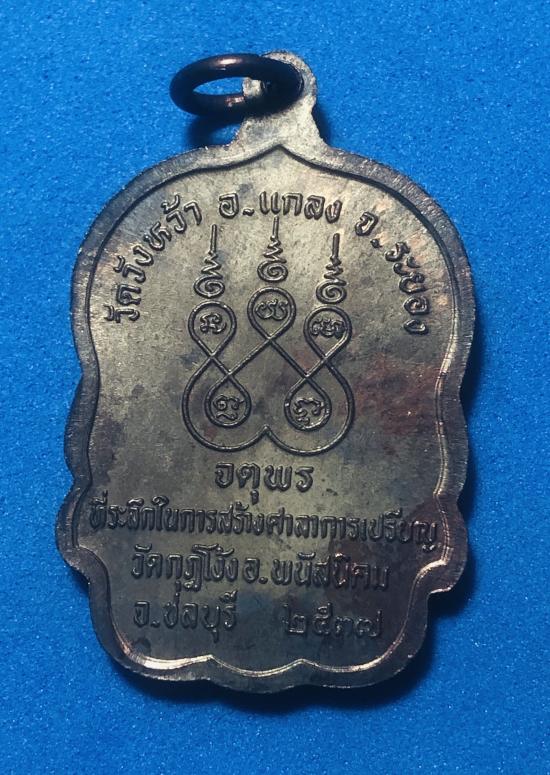 วัดวังหว้า อ.แกลง จ.ระยอง
จตุพร
ที่ระลึกในการสร้างศาลาการเปรียญ
วัดกุฎโง้ง อ.พนัสนิคม
จ.ชลบุรี ๒๕๓๗